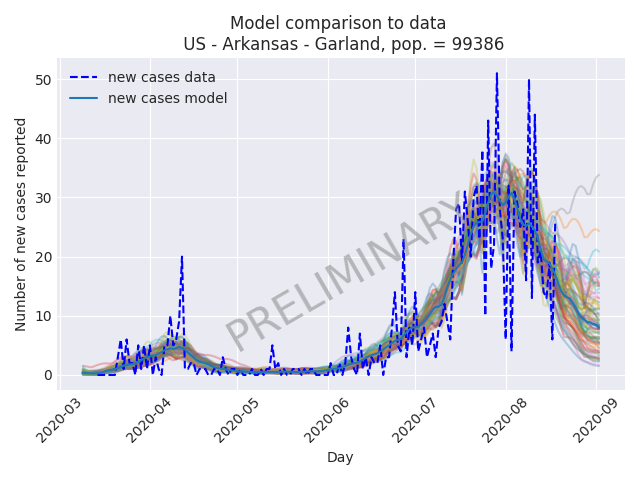 Model comparison to data
US - Arkansas - Garland, pop. = 99386
new cases data
new cases model
PRELIMINARY
Number of new cases reported
50
40
30
20
10
0
2020-03
2020-04
2020-05
2020-06
2020-07
2020-08
2020-09
Day